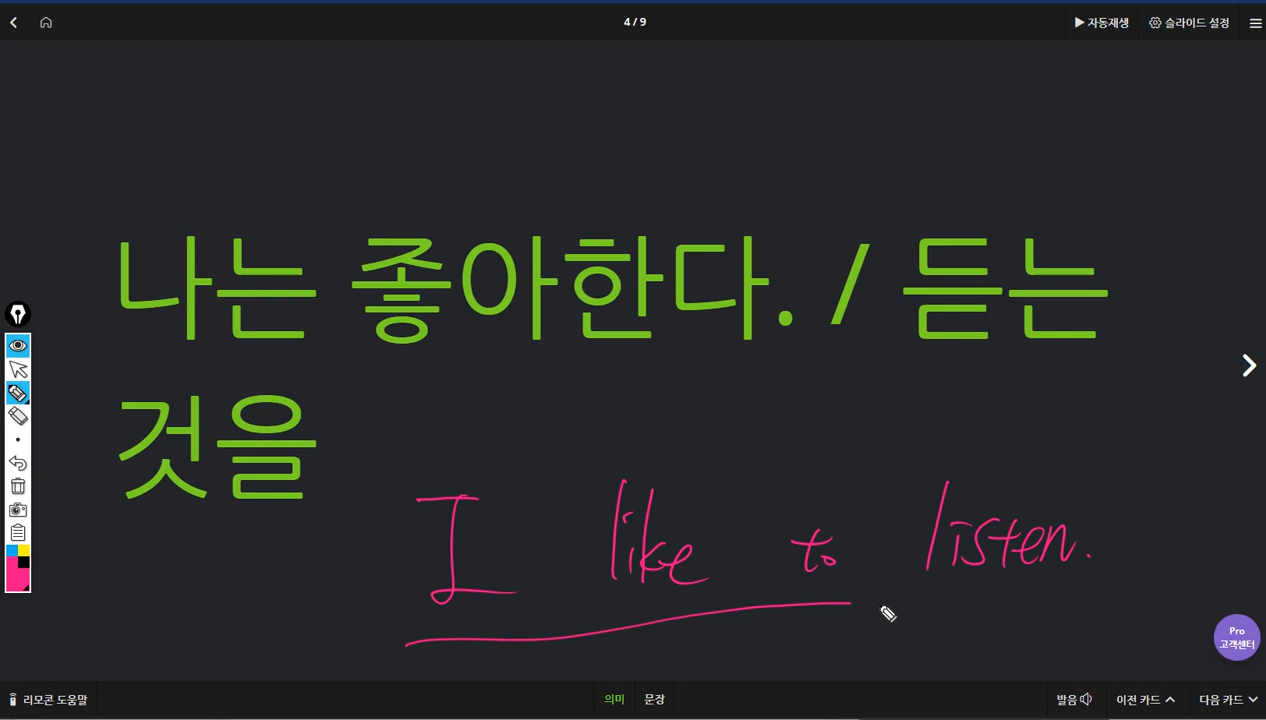 4 / 9
자동재생
슬라이드 설정
나는 좋아한다. / 듣는
것을
I like to listen.
Pro
고객센터
리모콘 도움말
의미
문장
발음
이전 카드
다음 카드